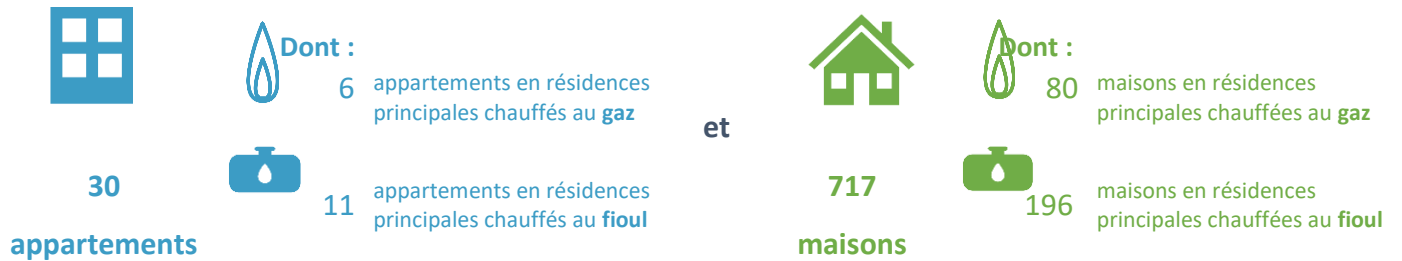 Dont :
6 appartements en résidences
principales chauffés au gaz
11 appartements en résidences
principales chauffés au fioul
30
appartements
et
Dont :
80 maisons en résidences
principales chauffées au gaz
196 maisons en résidences
principales chauffées au fioul
717
maisons